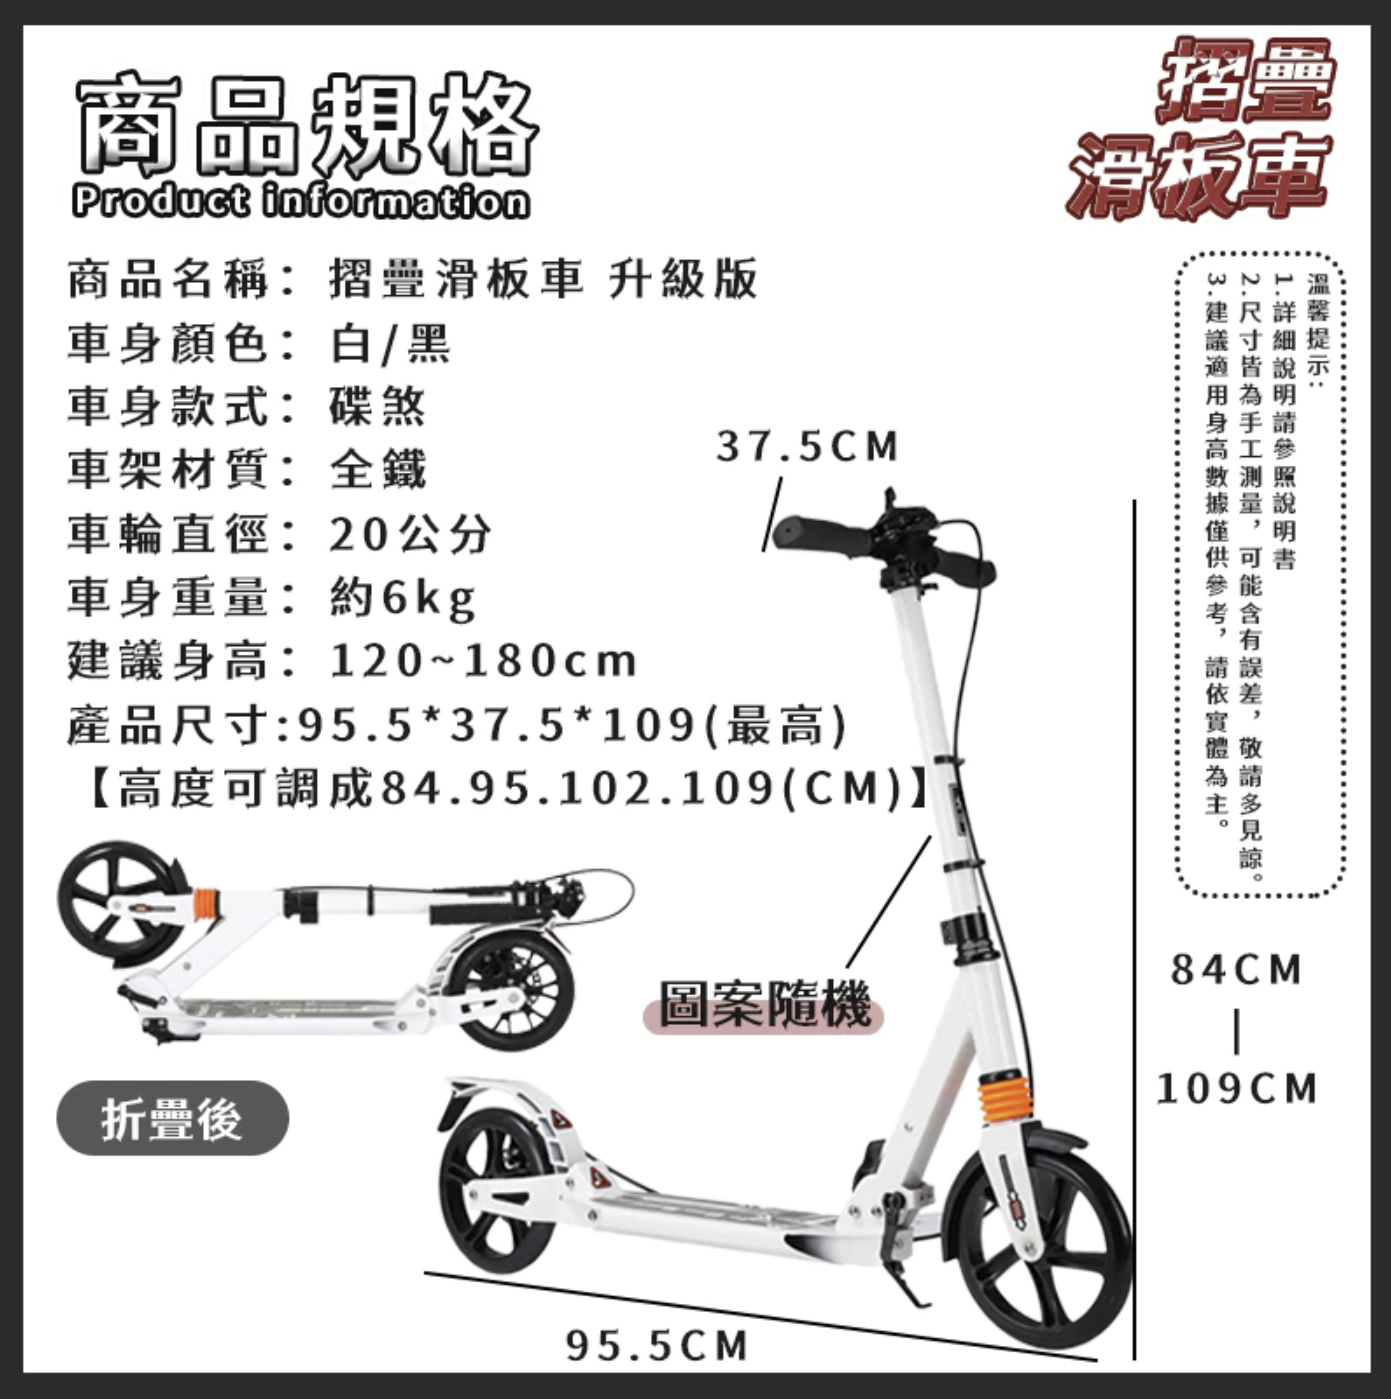 商品規格
Product information
摺疊
滑板車
商品名稱：摺疊滑板車 升級版
車身顏色：白/黑
車身款式：碟煞
車架材質：全鐵
車輪直徑：20公分
車身重量：約6kg
建議身高：120~180cm
產品尺寸:95.5*37.5*109(最高)
【高度可調成84.95.102.109(CM)】
溫馨提示:
1.詳細說明請參照說明書
2.尺寸皆為手工測量，可能含有誤差，敬請多見諒。
3.建議適用身高數據僅供參考，請依實體為主。
37.5CM
圖案隨機
84CM
|
109CM
折疊後
95.5CM